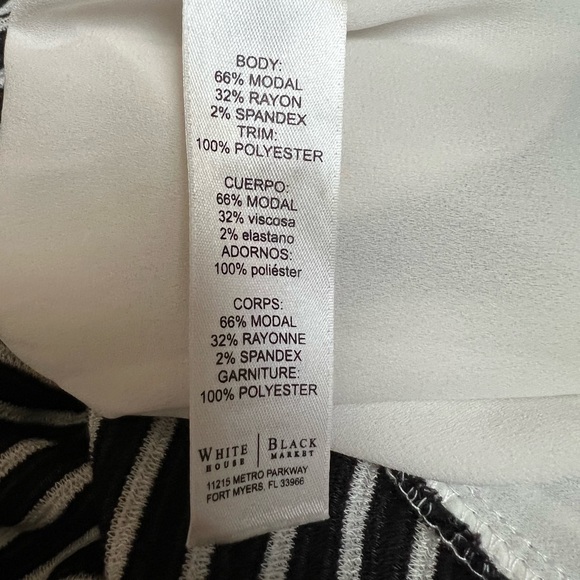 BODY:
66% MODAL
32% RAYON
2% SPANDEX
TRIM:
100% POLYESTER
CUERPO:
66% MODAL
32% viscosa
2% elastano
ADORNOS:
100% poliéster
CORPS:
66% MODAL
32% RAYONNE
2% SPANDEX
GARNITURE:
100% POLYESTER
WHITE | BLACK
HOUSE | MARKET
11215 METRO PARKWAY
FORT MYERS, FL 33966